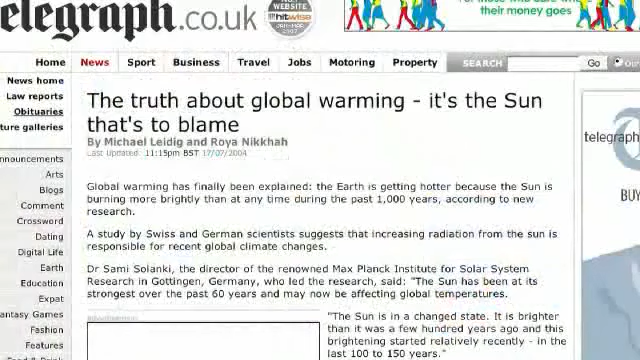 elegraph.co.uk
WEBSITE
hitwise
their money goes
Home News Sport Business Travel Jobs Motoring Property SEARCH Go
News home
Law reports
Obituaries
ture galleries
nnouncements
Arts
Blogs
Comment
Crossword
Dating
Digital Life
Earth
Education
Expat
antasy Games
Fashion
Features
The truth about global warming - it's the Sun
that's to blame
By Michael Leidig and Roya Nikkhah
Last Updated: 11:15pm BST 17/07/2004
Global warming has finally been explained: the Earth is getting hotter because the Sun is
burning more brightly than at any time during the past 1,000 years, according to new
research.
A study by Swiss and German scientists suggests that increasing radiation from the sun is
responsible for recent global climate changes.
Dr Sami Solanki, the director of the renowned Max Planck Institute for Solar System
Research in Gottingen, Germany, who led the research, said: "The Sun has been at its
strongest over the past 60 years and may now be affecting global temperatures.
Advertisement
"The Sun is in a changed state. It is brighter
than it was a few hundred years ago and this
brightening started relatively recently - in the
last 100 to 150 years."
telegraph
BUY